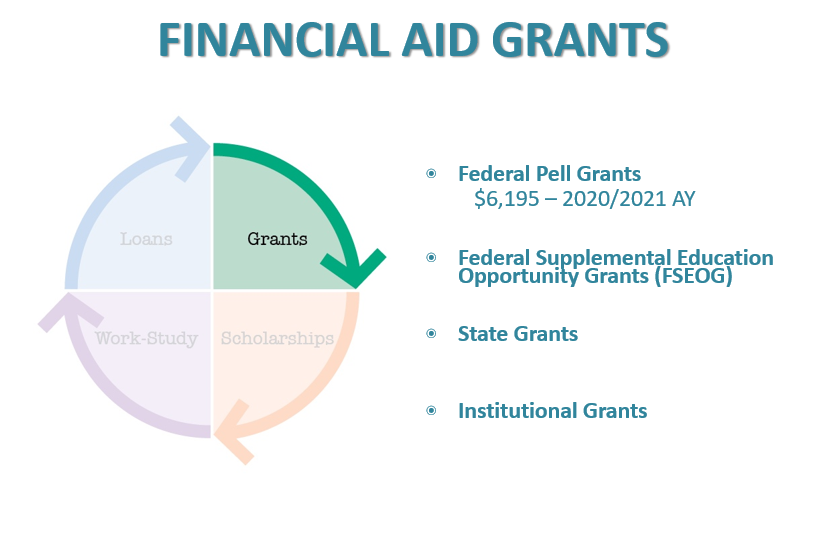 FINANCIAL AID GRANTS
Loans
Grants
Work-Study
Scholarships
Federal Pell Grants
$6,195 – 2020/2021 AY
Federal Supplemental Education
Opportunity Grants (FSEOG)
State Grants
Institutional Grants